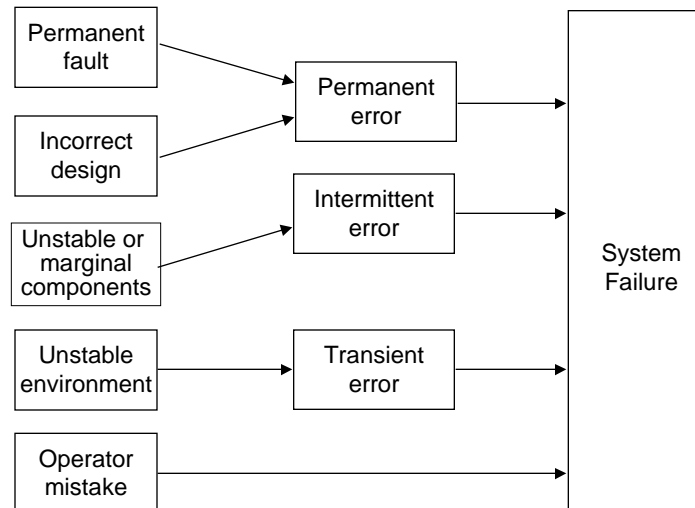 Permanent
fault
Permanent
error
Incorrect
design
Intermittent
error
Unstable or
marginal
components
System
Failure
Unstable
environment
Transient
error
Operator
mistake